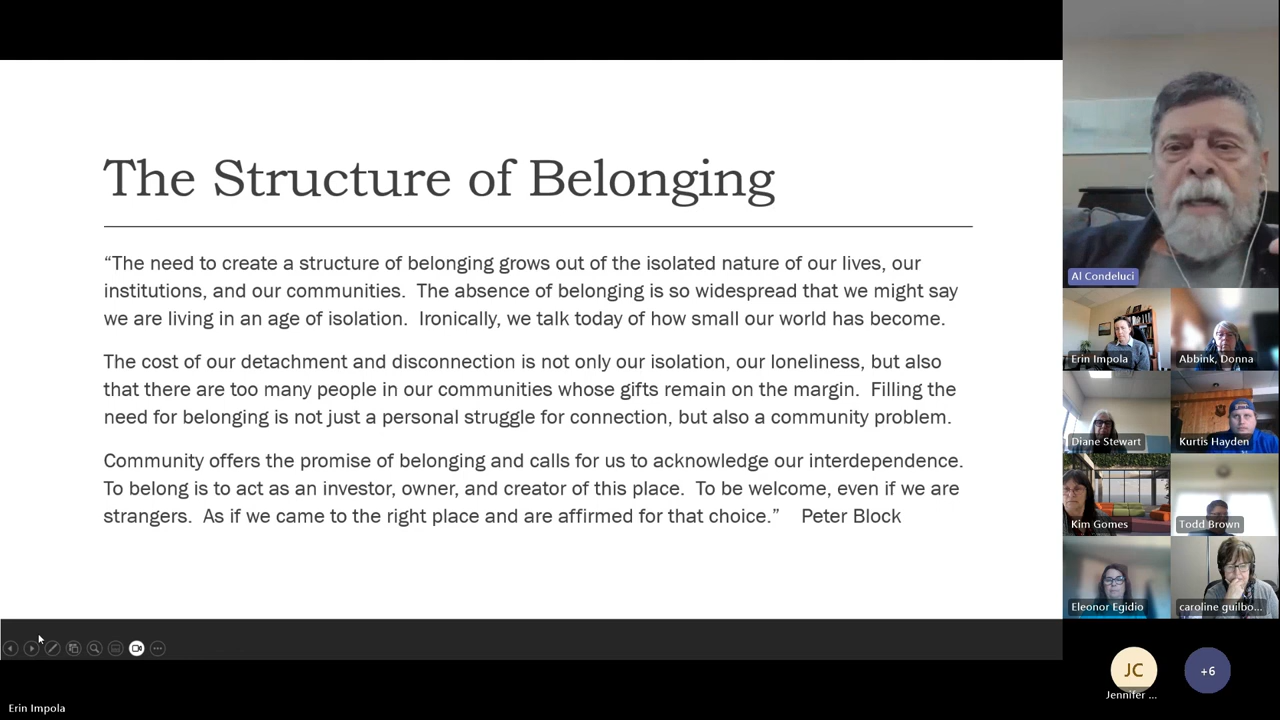 The Structure of Belonging
“The need to create a structure of belonging grows out of the isolated nature of our lives, our
institutions, and our communities.  The absence of belonging is so widespread that we might say
we are living in an age of isolation.  Ironically, we talk today of how small our world has become.
The cost of our detachment and disconnection is not only our isolation, our loneliness, but also
that there are too many people in our communities whose gifts remain on the margin.  Filling the
need for belonging is not just a personal struggle for connection, but also a community problem.
Community offers the promise of belonging and calls for us to acknowledge our interdependence.
To belong is to act as an investor, owner, and creator of this place.  To be welcome, even if we are
strangers.  As if we came to the right place and are affirmed for that choice.”    Peter Block
Al Condeluci
Erin Impola
Abbink, Donna
Diane Stewart
Kurtis Hayden
Kim Gomes
Todd Brown
Eleonor Egidio
caroline guilbo...
JC
+6
Jennifer ...
Erin Impola